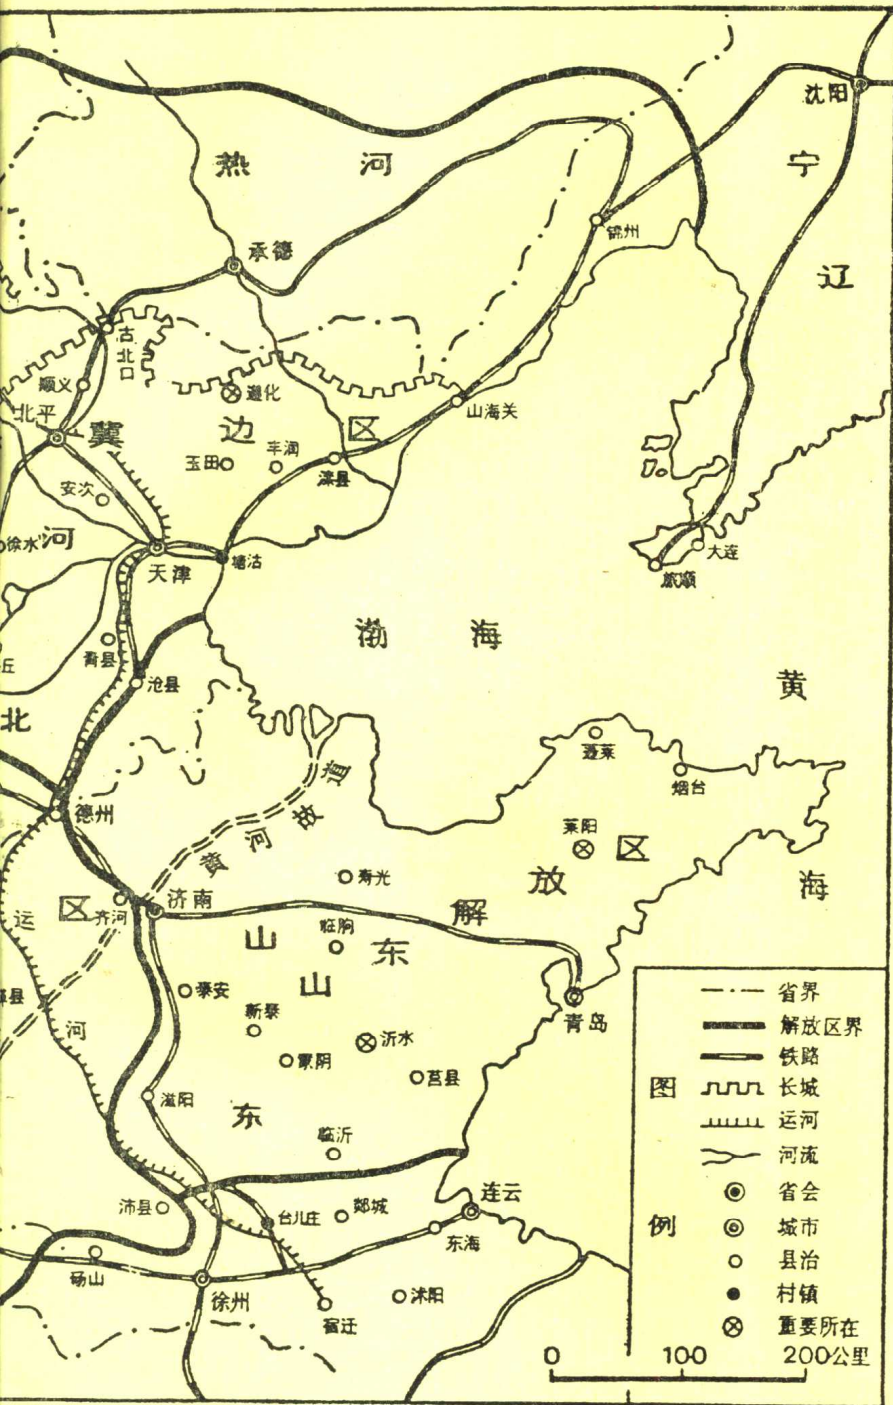 沈阳
宁
热 河
辽
锦州
承德
古北口
顺义
遵化
北平
山海关
冀 边 区
丰润
玉田
滦县
安次
徐水
河
塘沽
天津
大连
旅顺
渤 海
青县
丘
沧县
黄
北
蓬莱
烟台
德州
黄河故道
莱阳
寿光
区
放
海
解
区
齐河
济南
运
临朐
山 东
泰安
山
新泰
沂水
青岛
河
蒙阴
莒县
滋阳
东
临沂
连云
沛县
台儿庄
郯城
东海
砀山
徐州
宿迁
沭阳
图例
省界
解放区界
铁路
长城
运河
河流
省会
城市
县治
村镇
重要所在
0 100 200公里